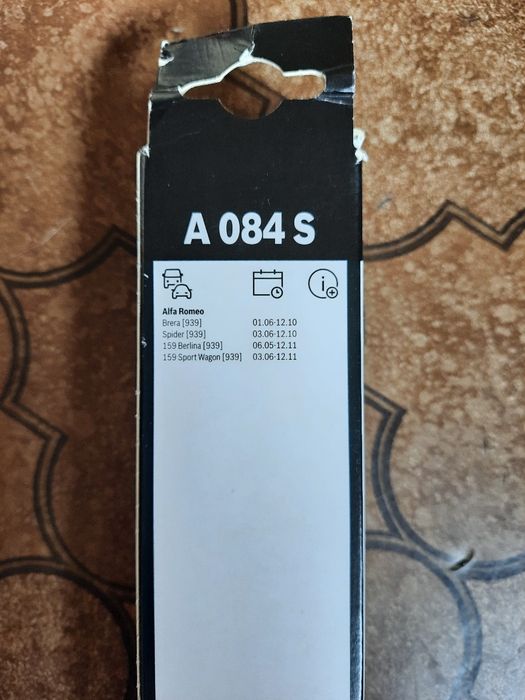 A 084 S
Alfa Romeo
Brera [939] 01.06-12.10
Spider [939] 03.06-12.10
159 Berlina [939] 06.05-12.11
159 Sport Wagon [939] 03.06-12.11